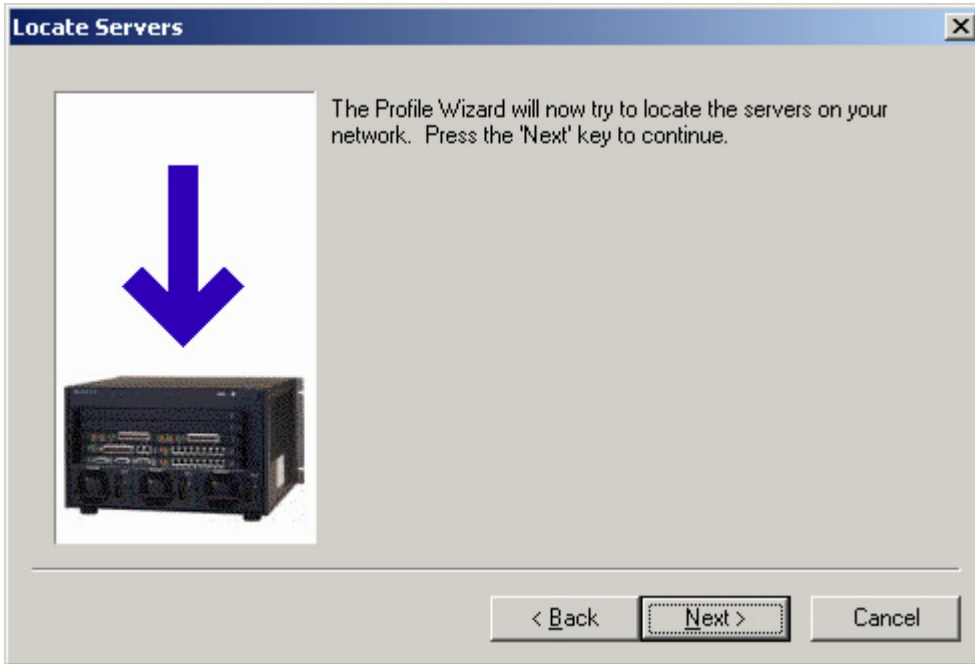 Locate Servers
The Profile Wizard will now try to locate the servers on your
network.  Press the 'Next' key to continue.
< Back
Next >
Cancel